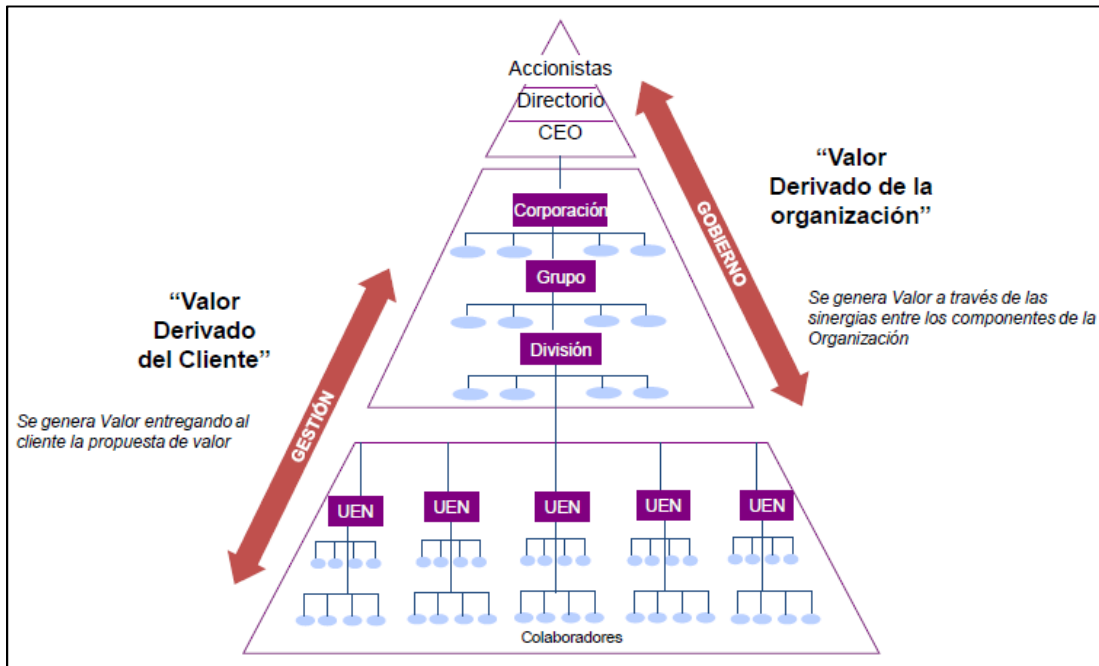 Accionistas
Directorio
CEO
“Valor
Derivado de la
organización”
GOBIERNO
Se genera Valor a través de las
sinergias entre los componentes de la
Organización
Corporación
Grupo
División
“Valor
Derivado
del Cliente”
GESTIÓN
Se genera Valor entregando al
cliente la propuesta de valor
UEN
UEN
UEN
UEN
UEN
Colaboradores